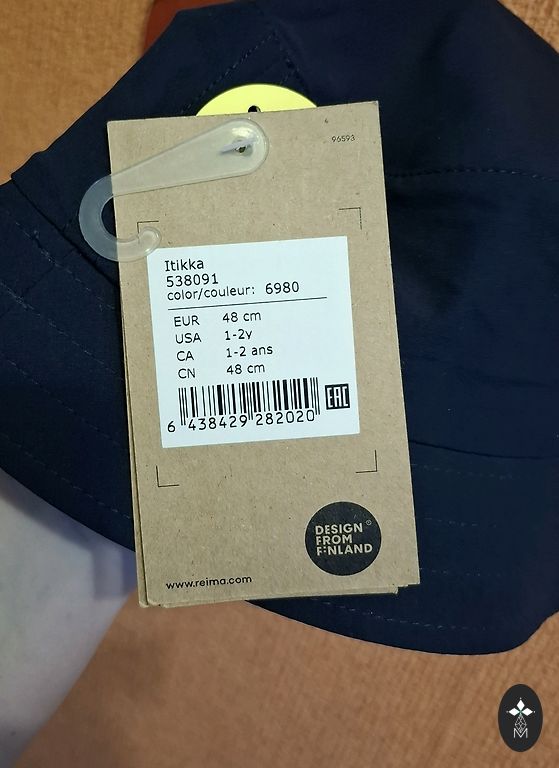 96593
Itikka
538091
color/couleur: 6980
EUR 48 cm
USA 1-2y
CA 1-2 ans
CN 48 cm
EAC
6 438429 282020
DESIGN ®
FROM
FINLAND
www.reima.com
M